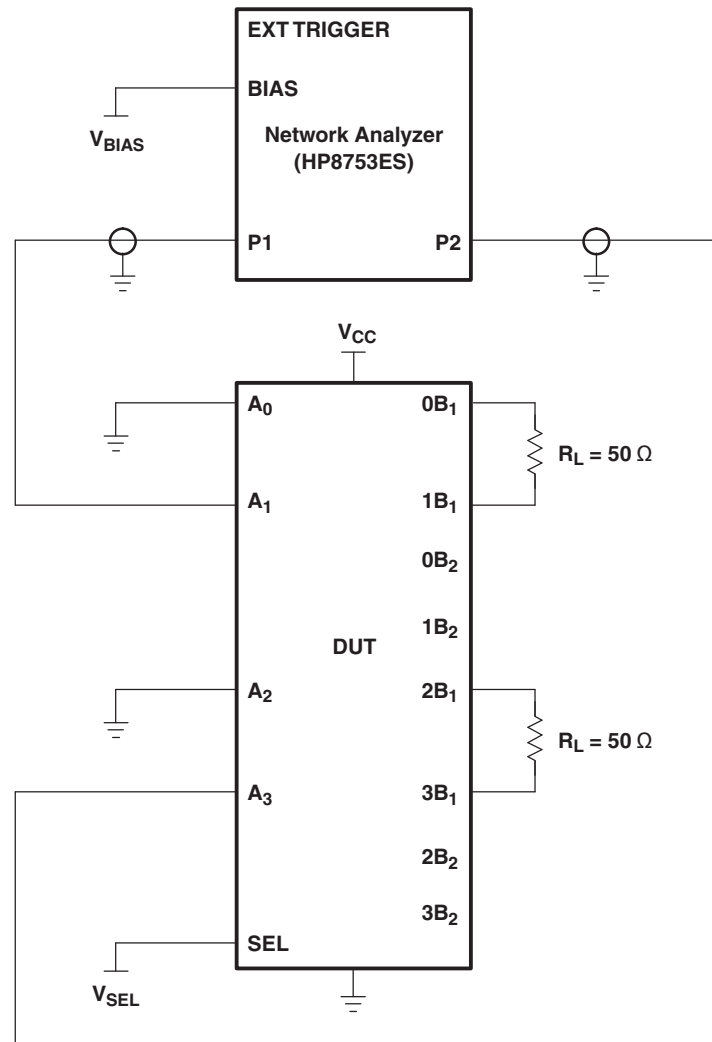 EXT TRIGGER
BIAS
V_BIAS
Network Analyzer
(HP8753ES)
P1
P2
V_CC
A_0
0B_1
R_L = 50 Ω
A_1
1B_1
0B_2
1B_2
DUT
A_2
2B_1
R_L = 50 Ω
A_3
3B_1
2B_2
3B_2
SEL
V_SEL